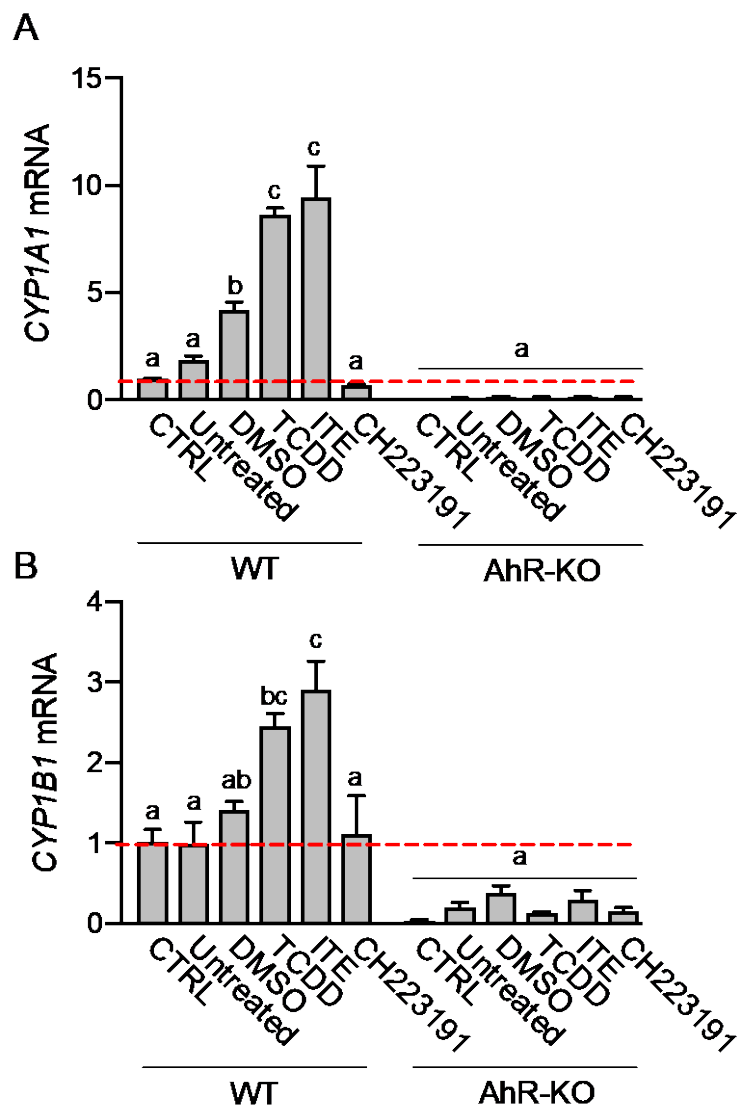 A
15
10
5
0
CYP1A1 mRNA
a
a
b
c
c
a
a
CTRL
Untreated
DMSO
TCDD
ITE
CH223191
CTRL
Untreated
DMSO
TCDD
ITE
CH223191
WT
AhR-KO
B
4
3
2
1
0
CYP1B1 mRNA
a
a
ab
bc
c
a
a
CTRL
Untreated
DMSO
TCDD
ITE
CH223191
CTRL
Untreated
DMSO
TCDD
ITE
CH223191
WT
AhR-KO